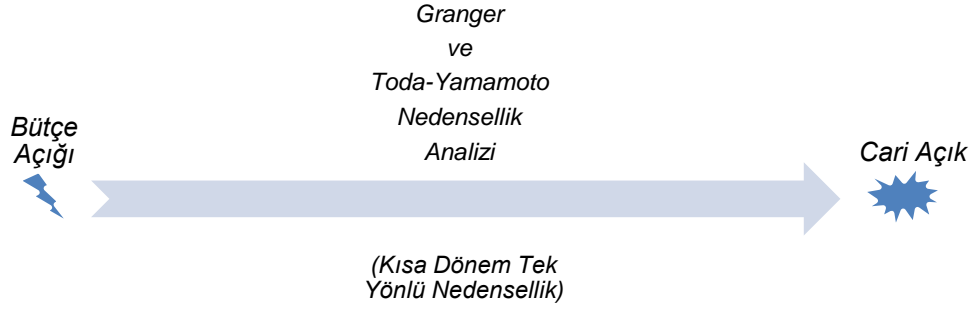 Granger
ve
Toda-Yamamoto
Nedensellik
Analizi
Bütçe
Açığı
Cari Açık
(Kısa Dönem Tek
Yönlü Nedensellik)